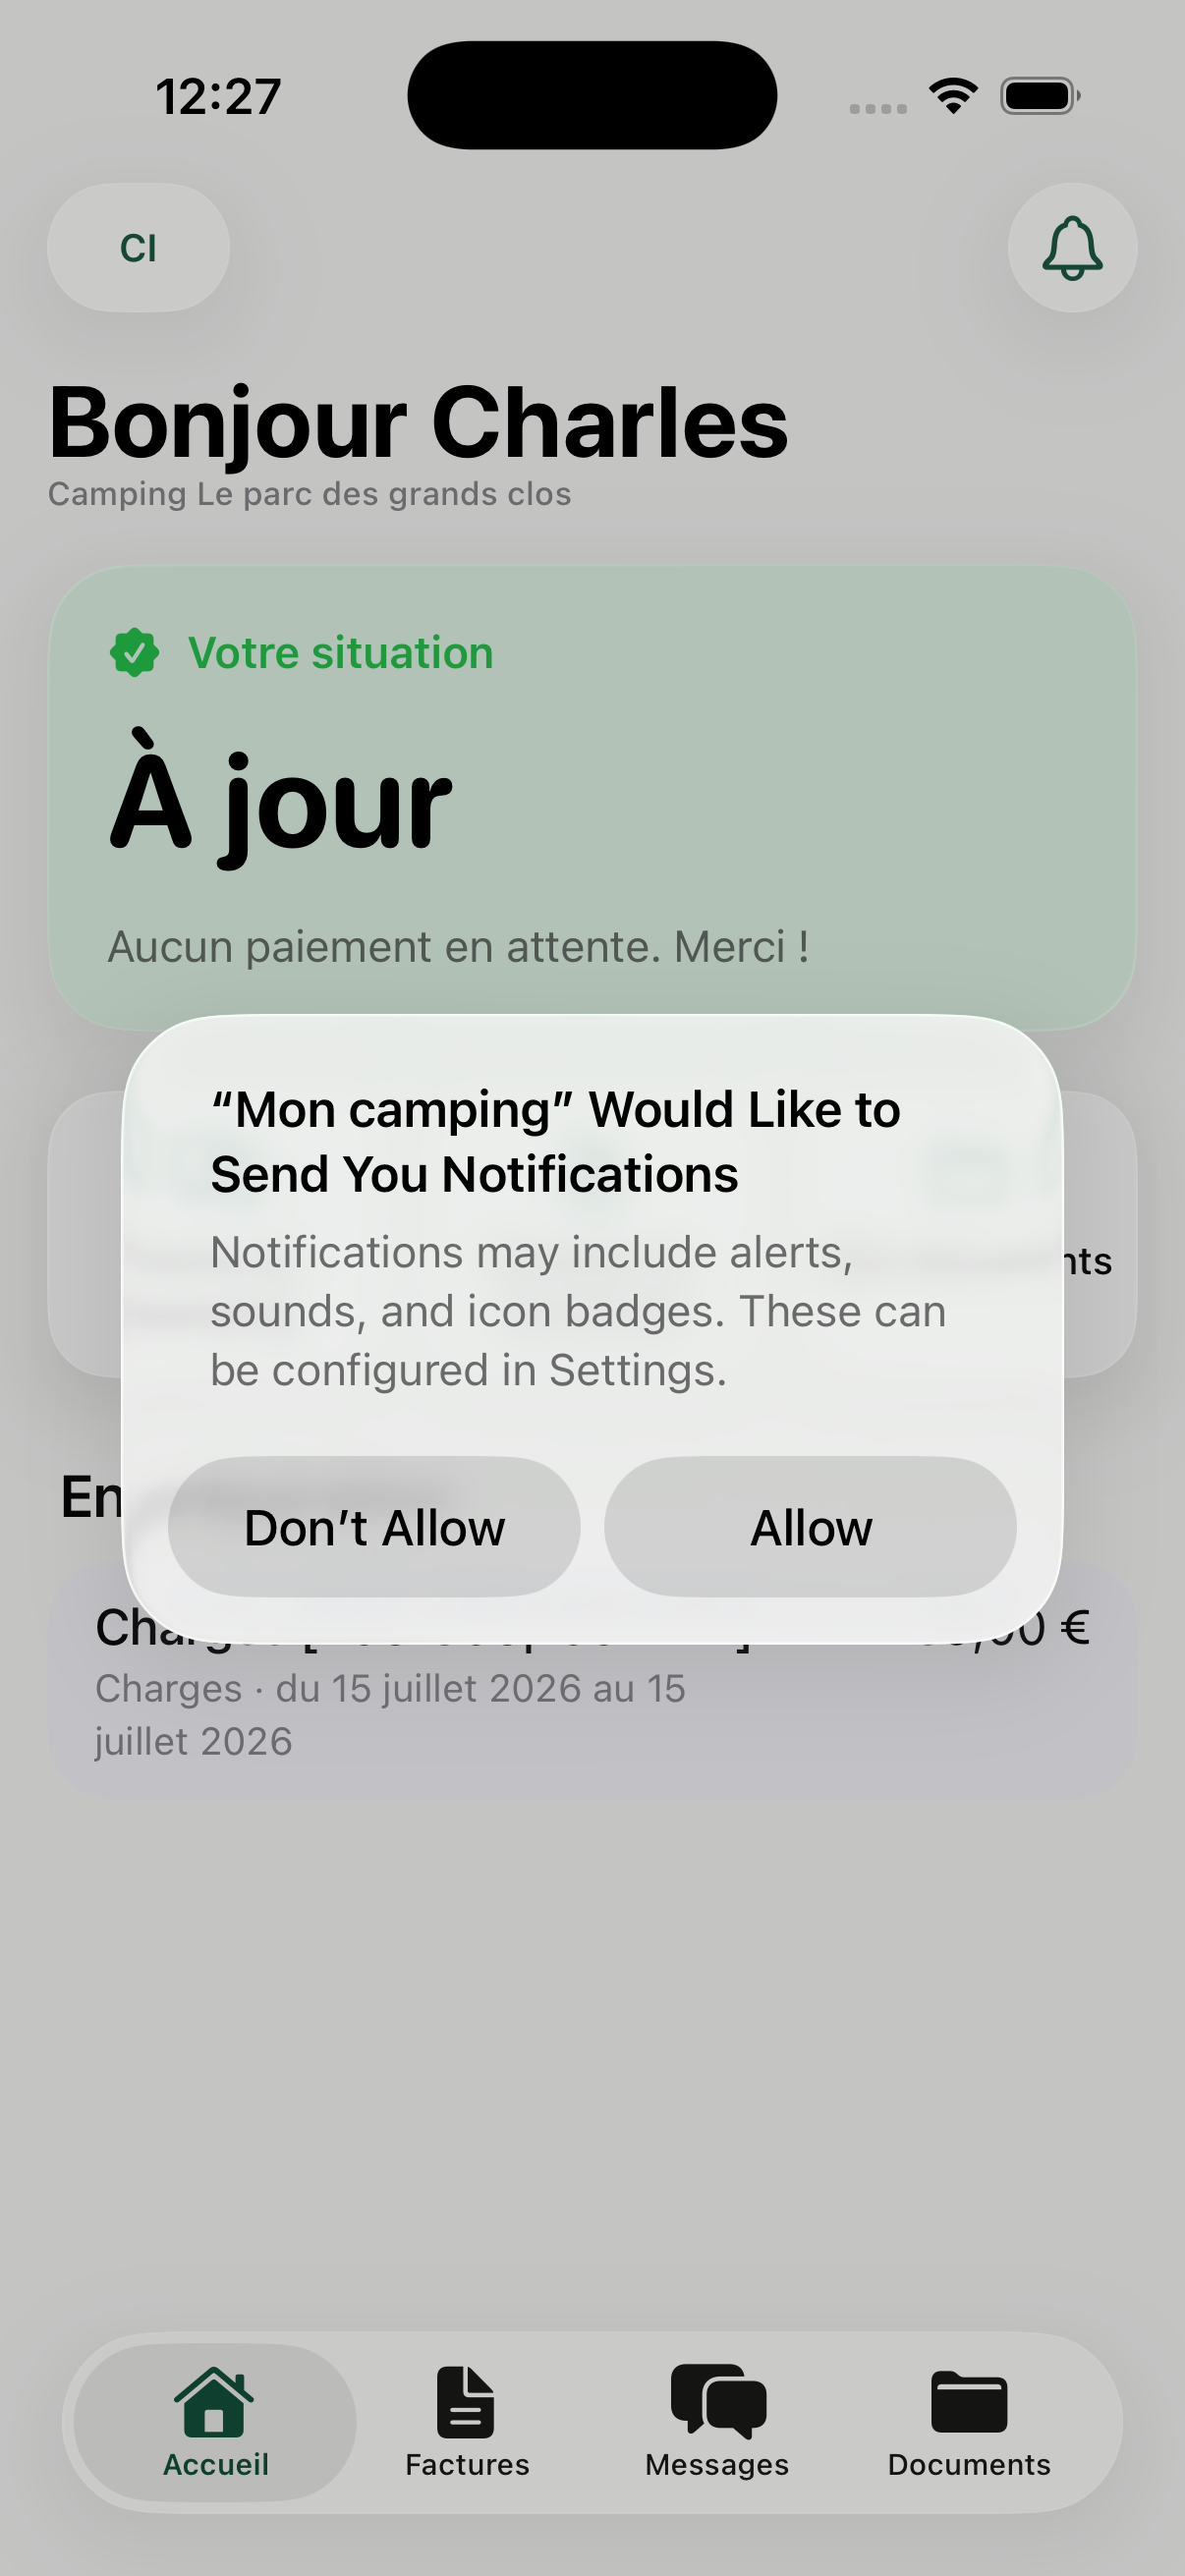 12:27
CI
Bonjour Charles
Camping Le parc des grands clos
Votre situation
À jour
Aucun paiement en attente. Merci !
“Mon camping” Would Like to
Send You Notifications
Notifications may include alerts,
sounds, and icon badges. These can
be configured in Settings.
Don’t Allow
Allow
€
Charges · du 15 juillet 2026 au 15
juillet 2026
Accueil
Factures
Messages
Documents